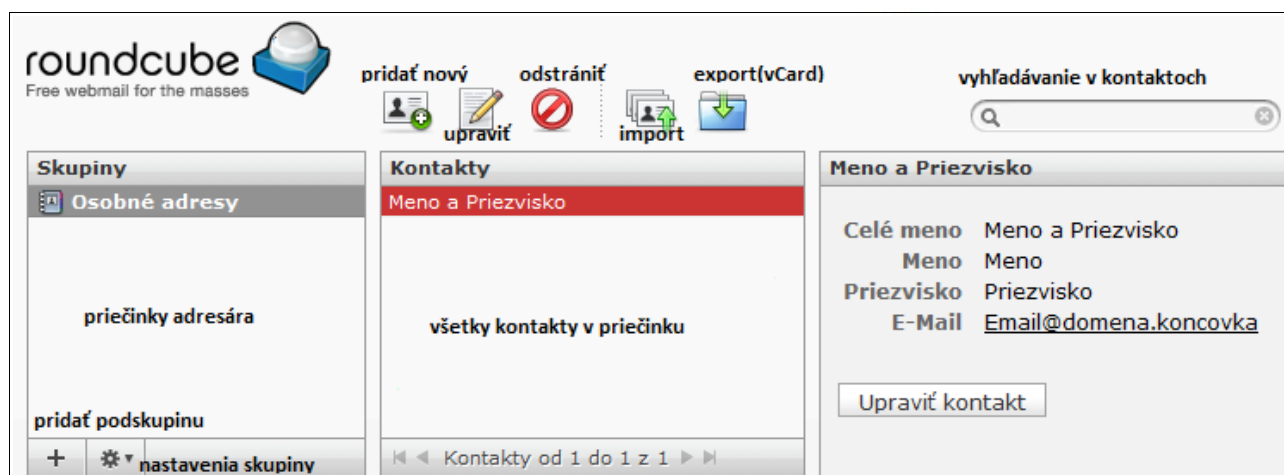 roundcube
Free webmail for the masses
pridať nový
odstrániť
export(vCard)
vyhľadávanie v kontaktoch
upraviť
import
Skupiny
Osobné adresy
priečinky adresára
pridať podskupinu
nastavenia skupiny
Kontakty
Meno a Priezvisko
všetky kontakty v priečinku
Kontakty od 1 do 1 z 1
Meno a Priezvisko
Celé meno Meno a Priezvisko
Meno Meno
Priezvisko Priezvisko
E-Mail Email@domena.koncovka
Upraviť kontakt